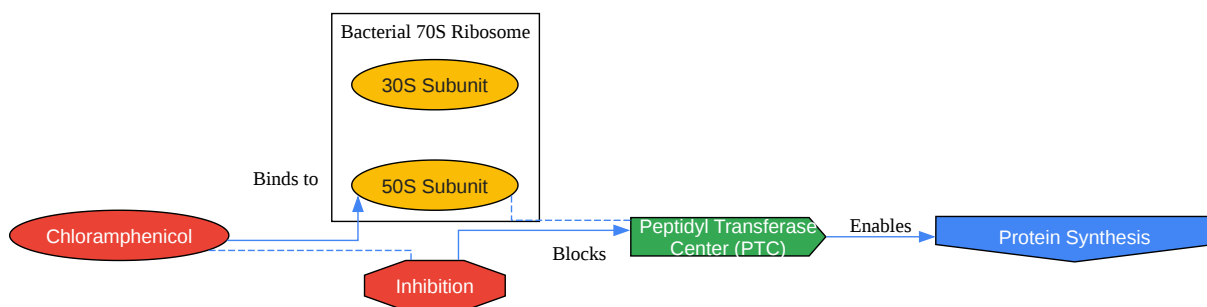 Bacterial 70S Ribosome
30S Subunit
Binds to
50S Subunit
Chloramphenicol
Inhibition
Blocks
Peptidyl Transferase
Center (PTC)
Enables
Protein Synthesis